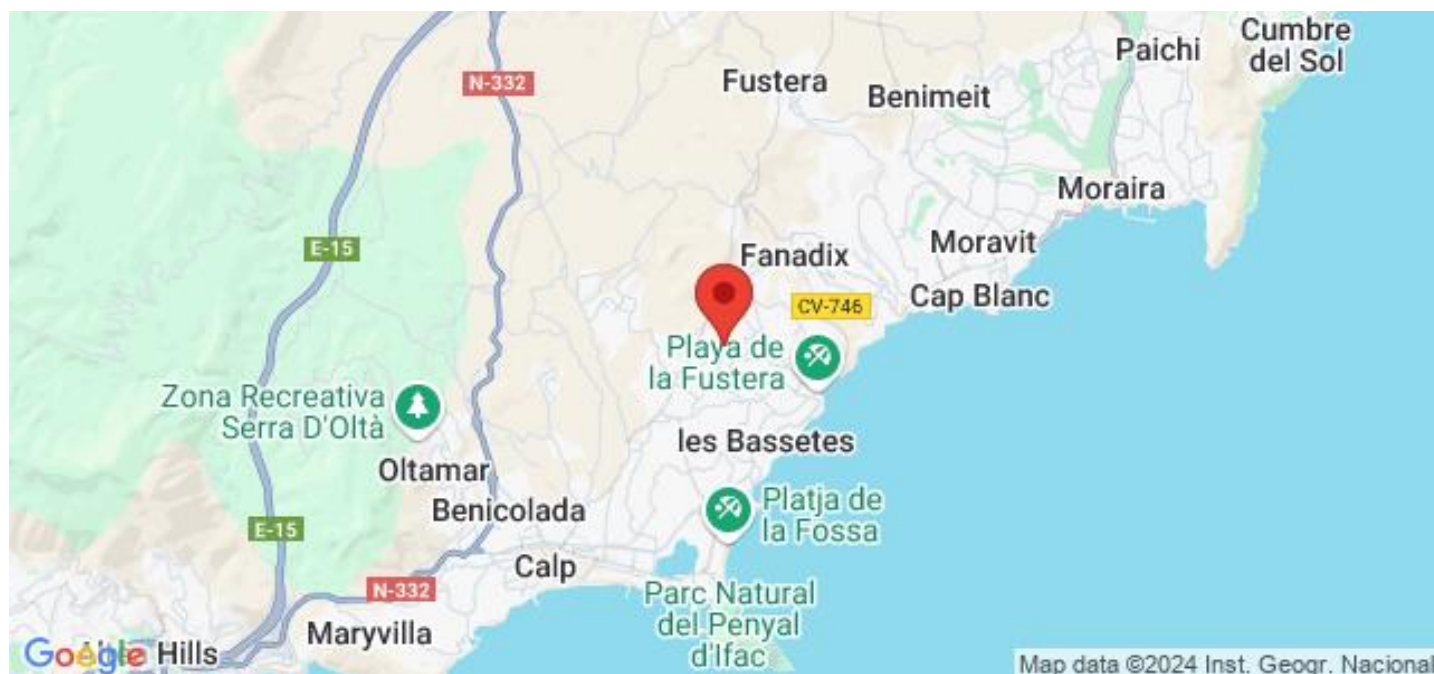 Cumbre
del Sol
Paichi
N-332
Fustera
Benimeit
Moraira
E-15
Fanadix
Moravit
CV-746
Cap Blanc
Playa de
la Fustera
Zona Recreativa
Serra D'Oltà
les Bassetes
Oltamar
Benicolada
Platja de
la Fossa
E-15
Calp
N-332
Parc Natural
del Penyal
d'Ifac
Maryvilla
Google
Hills
Map data ©2024 Inst. Geogr. Nacional